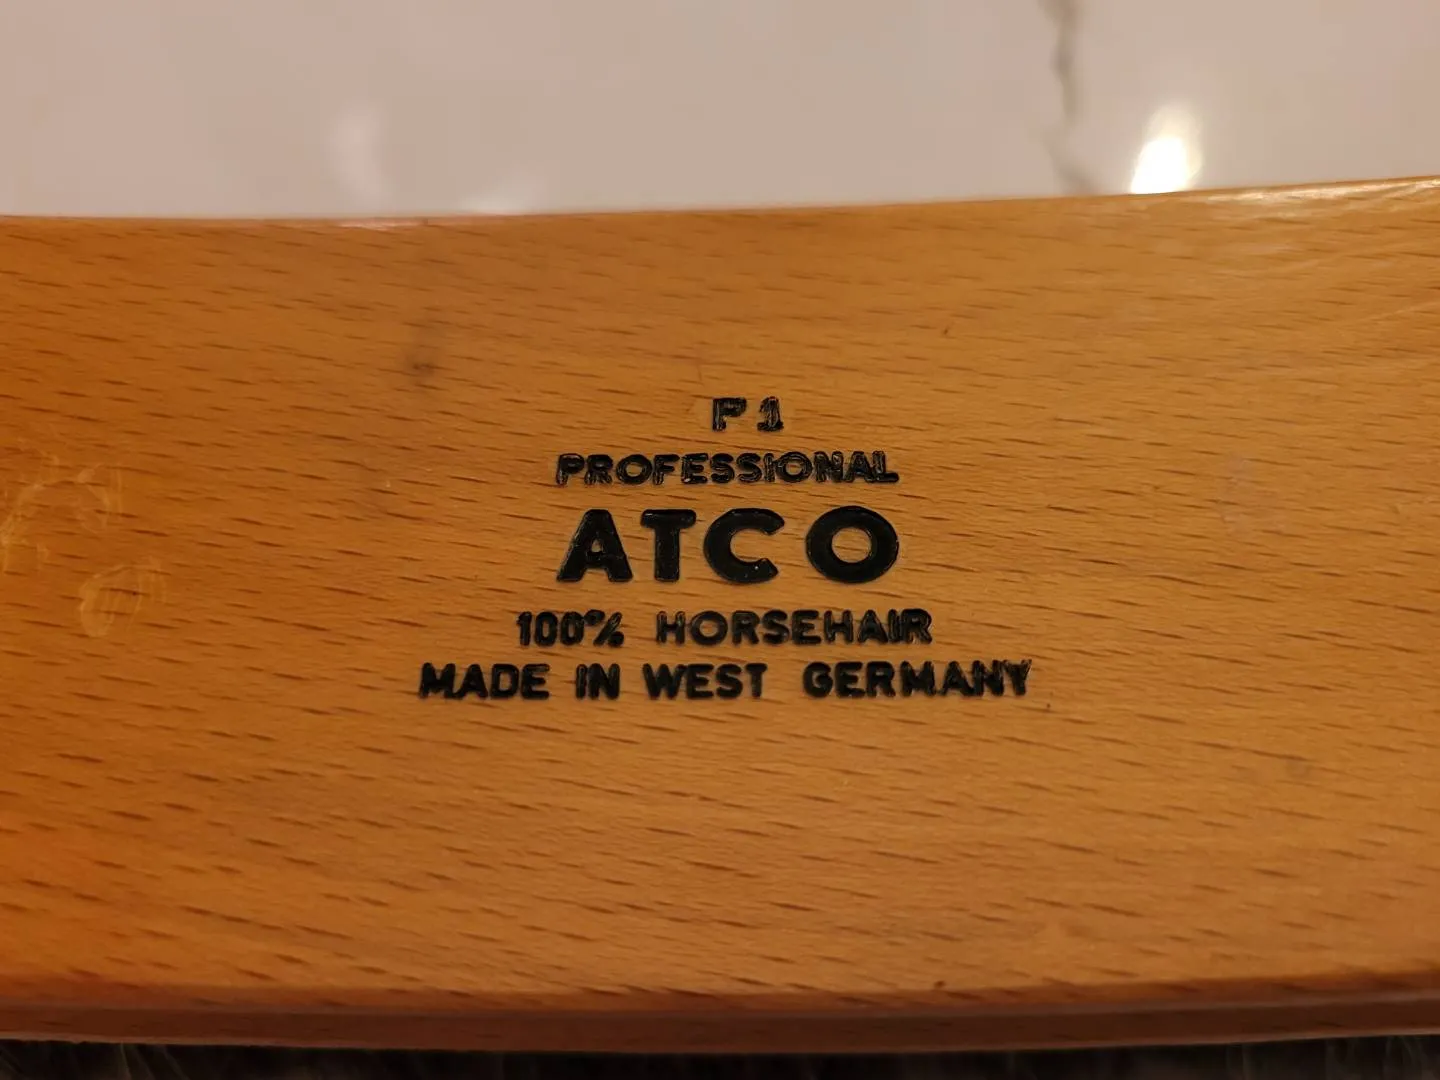 P1
PROFESSIONAL
ATCO
100% HORSEHAIR
MADE IN WEST GERMANY